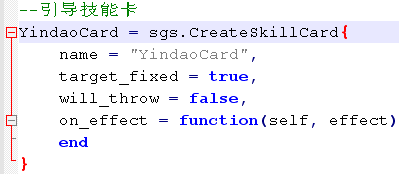 --引导技能卡
YindaoCard = sgs.CreateSkillCard{
    name = "YindaoCard",
    target_fixed = true,
    will_throw = false,
    on_effect = function(self, effect)
    end
}